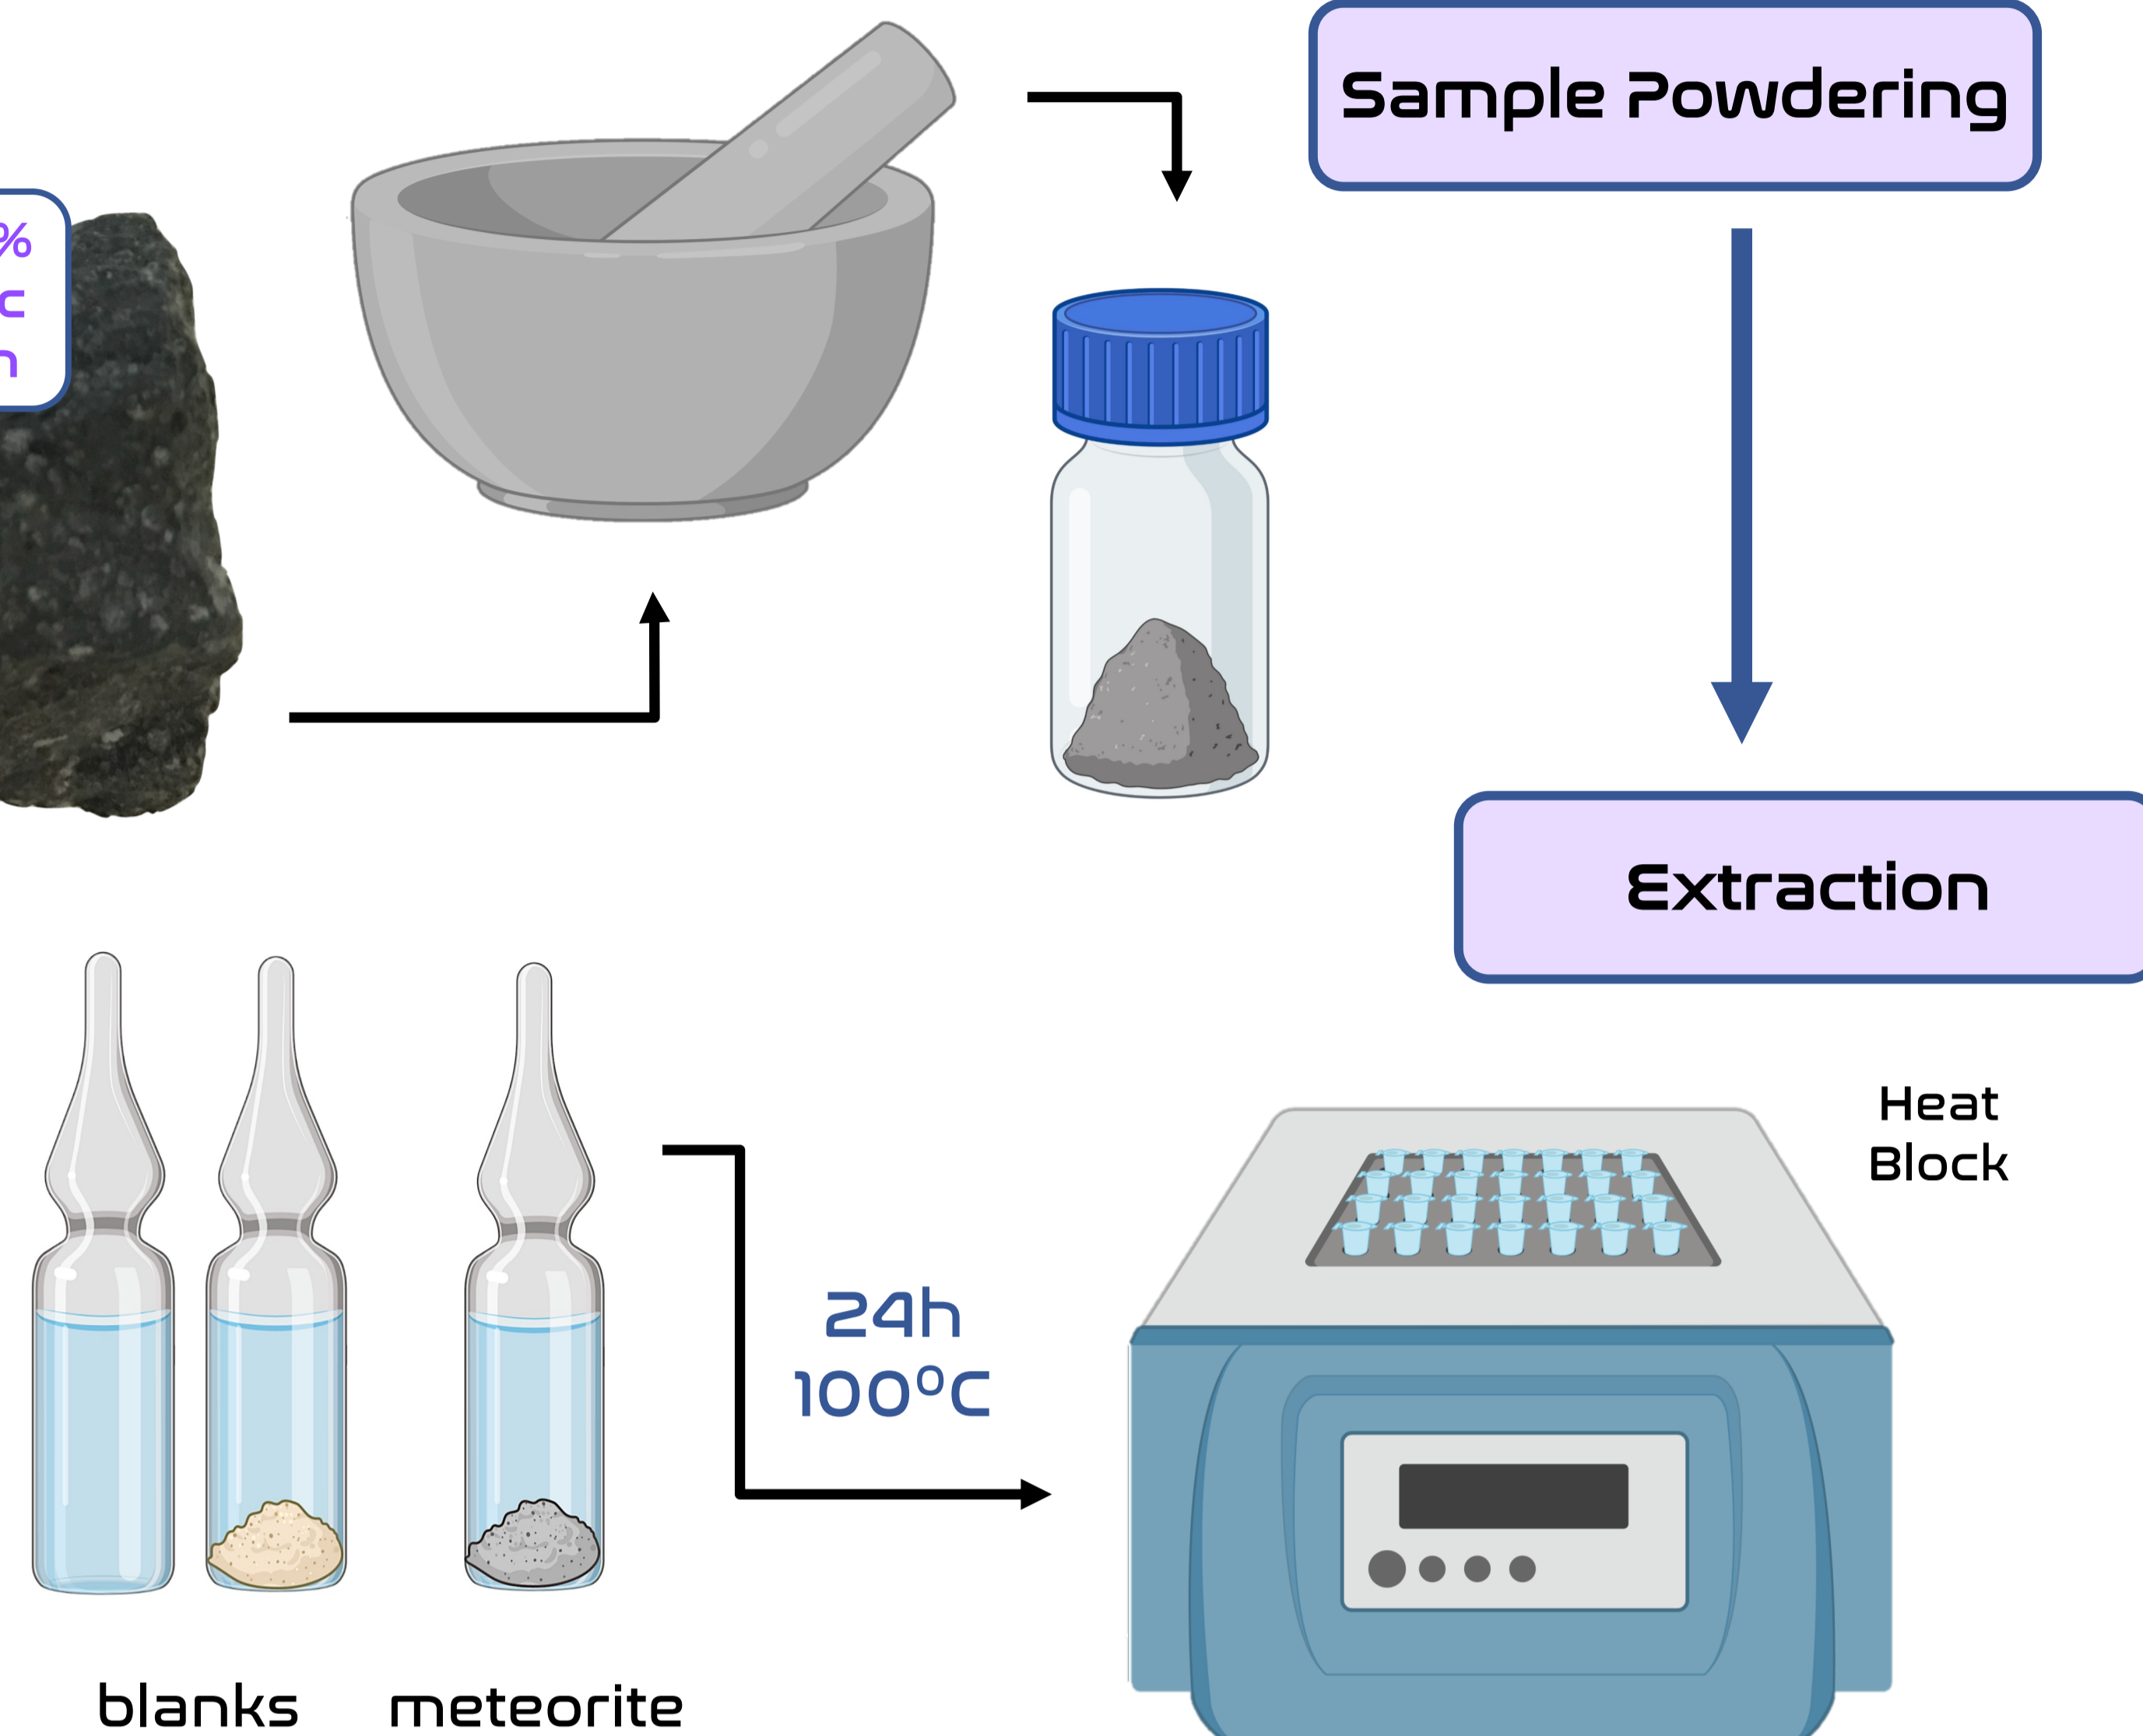 Sample Powdering
%
Extraction
Heat
Block
24h
100°C
blanks
meteorite